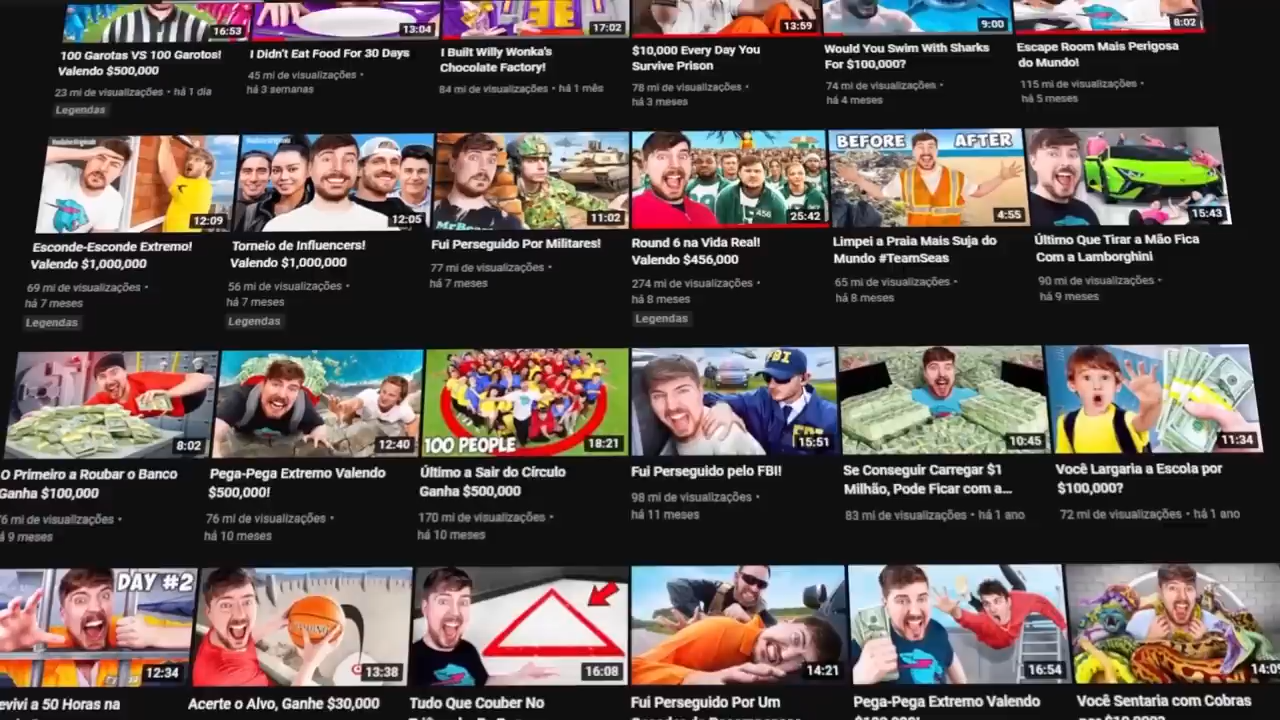 16:53
13:04
17:02
13:59
9:00
8:02
100 Garotas VS 100 Garotos!
Valendo $500,000
23 mi de visualizações • há 1 dia
Legendas
I Didn't Eat Food For 30 Days
45 mi de visualizações •
há 3 semanas
I Built Willy Wonka's
Chocolate Factory!
84 mi de visualizações • há 1 mês
$10,000 Every Day You
Survive Prison
78 mi de visualizações •
há 3 meses
Would You Swim With Sharks
For $100,000?
74 mi de visualizações •
há 4 meses
Escape Room Mais Perigosa
do Mundo!
115 mi de visualizações •
há 5 meses
12:09
12:05
11:02
456
25:42
BEFORE AFTER
4:55
15:43
Esconde-Esconde Extremo!
Valendo $1,000,000
69 mi de visualizações •
há 7 meses
Legendas
Torneio de Influencers!
Valendo $1,000,000
56 mi de visualizações •
há 7 meses
Legendas
Fui Perseguido Por Militares!
77 mi de visualizações •
há 7 meses
Round 6 na Vida Real!
Valendo $456,000
274 mi de visualizações •
há 8 meses
Legendas
Limpei a Praia Mais Suja do
Mundo #TeamSeas
65 mi de visualizações •
há 8 meses
Último Que Tirar a Mão Fica
Com a Lamborghini
90 mi de visualizações •
há 9 meses
8:02
12:40
100 PEOPLE
18:21
FBI
15:51
10:45
11:34
O Primeiro a Roubar o Banco
Ganha $100,000
6 mi de visualizações •
há 9 meses
Pega-Pega Extremo Valendo
$500,000!
76 mi de visualizações •
há 10 meses
Último a Sair do Círculo
Ganha $500,000
170 mi de visualizações •
há 10 meses
Fui Perseguido pelo FBI!
98 mi de visualizações •
há 11 meses
Se Conseguir Carregar $1
Milhão, Pode Ficar com a...
83 mi de visualizações • há 1 ano
Você Largaria a Escola por
$100,000?
72 mi de visualizações • há 1 ano
DAY #2
12:34
13:38
16:08
14:21
16:54
14:0
evivi a 50 Horas na
Acerte o Alvo, Ganhe $30,000
Tudo Que Couber No
Fui Perseguido Por Um
Pega-Pega Extremo Valendo
Você Sentaria com Cobras